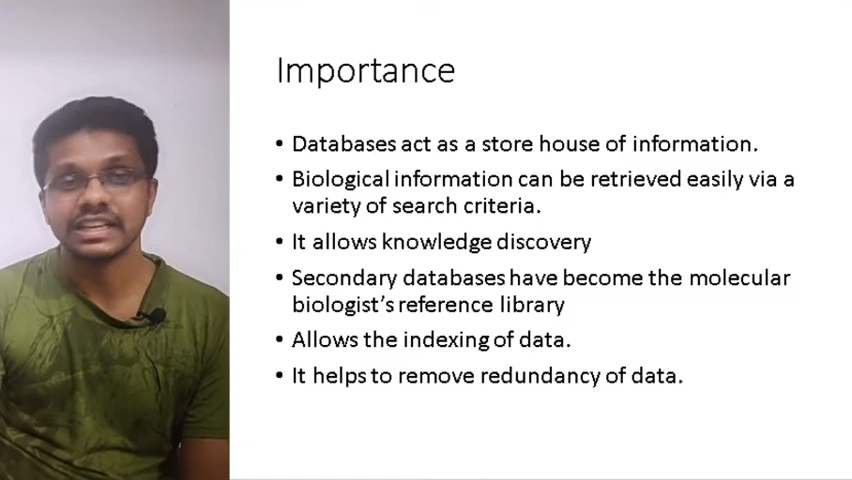 Importance
• Databases act as a store house of information.
• Biological information can be retrieved easily via a
variety of search criteria.
• It allows knowledge discovery
• Secondary databases have become the molecular
biologist's reference library
• Allows the indexing of data.
• It helps to remove redundancy of data.